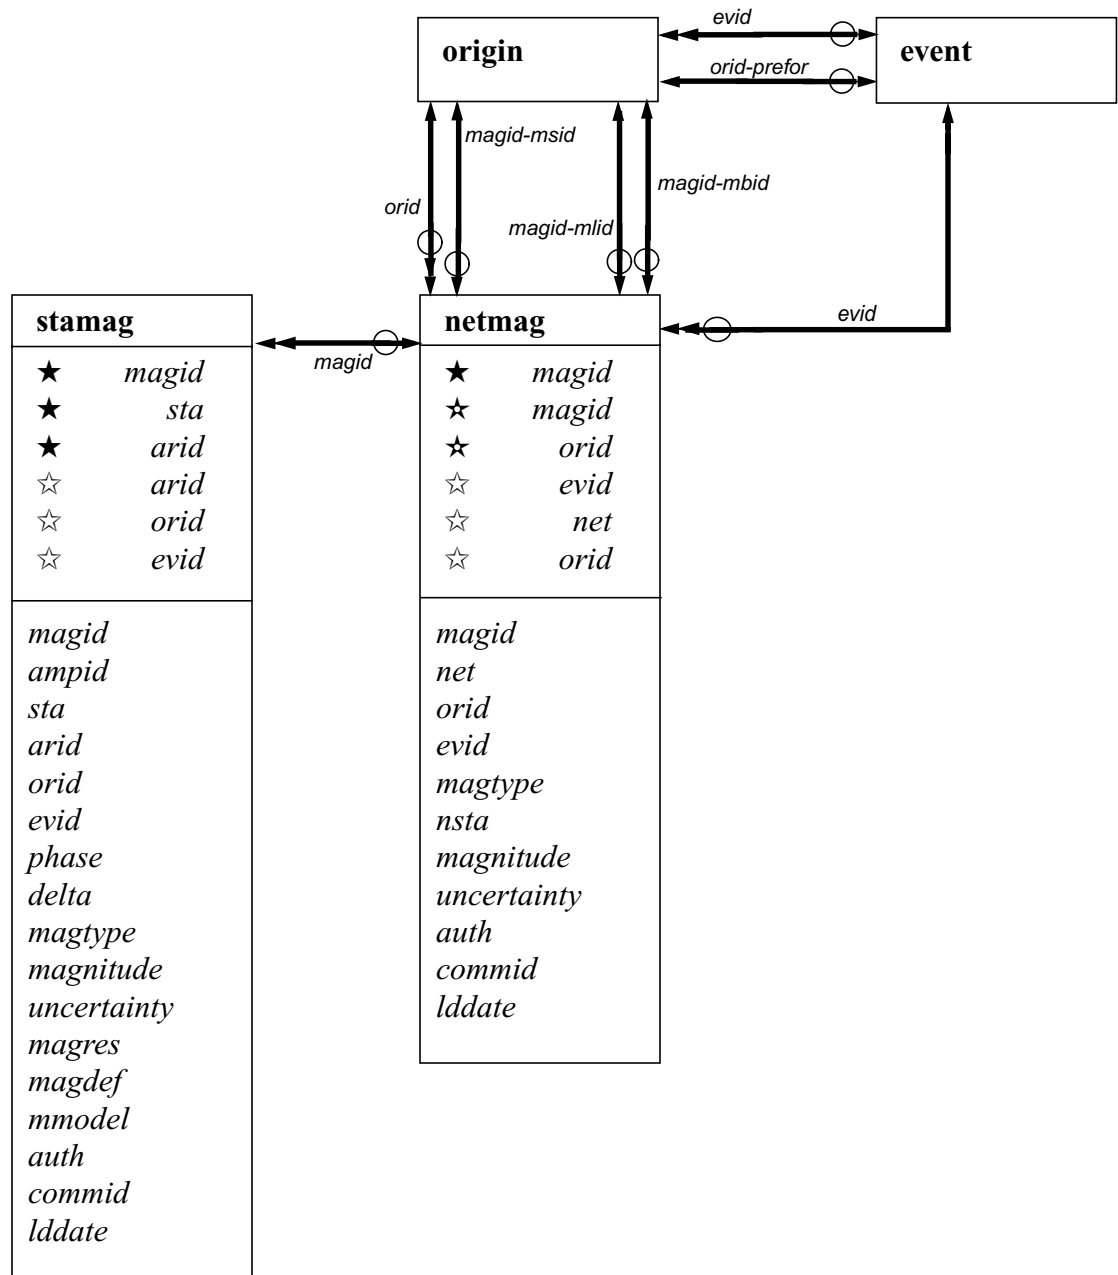 evid
origin
event
orid-prefor
magid-msid
magid-mbid
orid
magid-mlid
evid
stamag
netmag
magid
★ magid
★ sta
★ arid
☆ arid
☆ orid
☆ evid
★ magid
☆ magid
☆ orid
☆ evid
☆ net
☆ orid
magid
ampid
sta
arid
orid
evid
phase
delta
magtype
magnitude
uncertainty
magres
magdef
mmodel
auth
commid
lddate
magid
net
orid
evid
magtype
nsta
magnitude
uncertainty
auth
commid
lddate